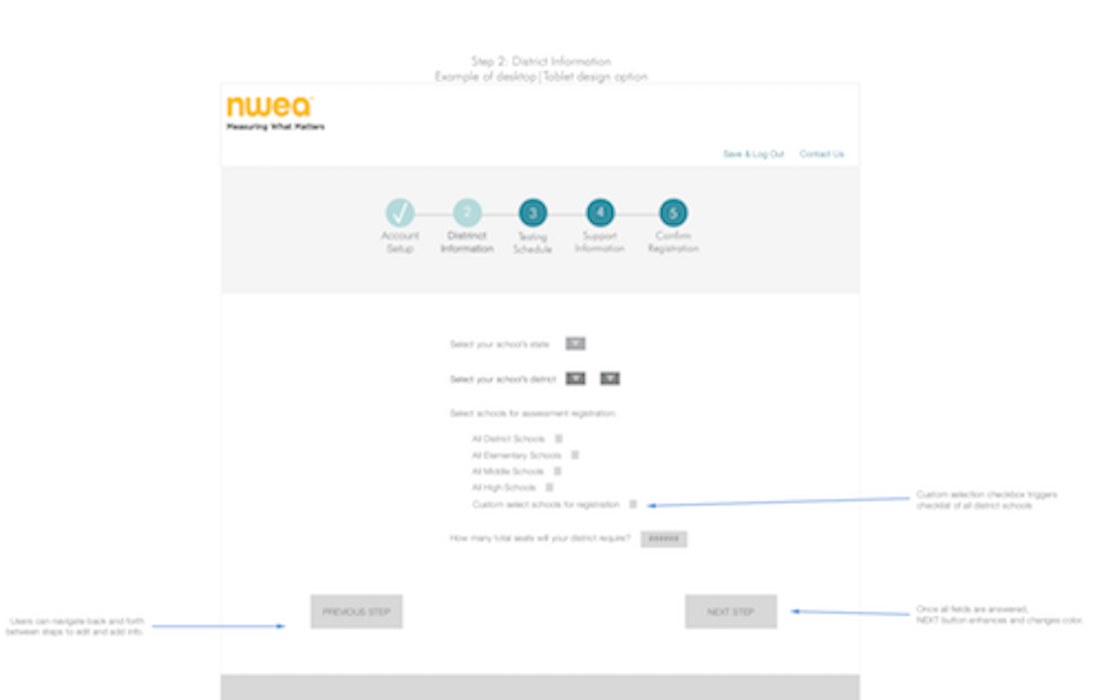 Step 2: District Information
Example of desktop|Tablet design option
nwea
Measuring What Matters
Save & Log Out Contact Us
2 3 4 5
Account Setup
Distrinct Information
Testing Schedule
Support Information
Confirm Registration
Select your school's state
Select your school's district
Select schools for assessment registration:
All District Schools
All Elementary Schools
All Middle Schools
All High Schools
Custom select schools for registration
Custom selection checkbox triggers
checklist of all district schools
How many total seats will your district require? ######
PREVIOUS STEP
NEXT STEP
Users can navigate back and forth
between steps to edit and add info.
Once all fields are answered,
NEXT button enhances and changes color.